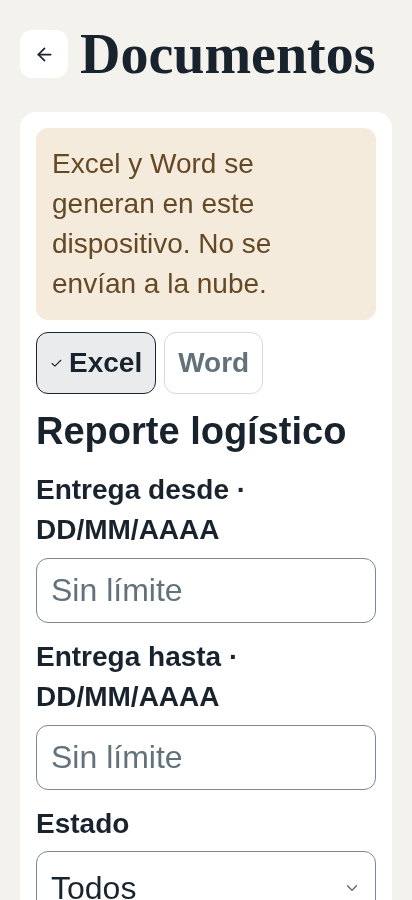 Documentos
Excel y Word se
generan en este
dispositivo. No se
envían a la nube.
Excel
Word
Reporte logístico
Entrega desde ·
DD/MM/AAAA
Sin límite
Entrega hasta ·
DD/MM/AAAA
Sin límite
Estado
Todos